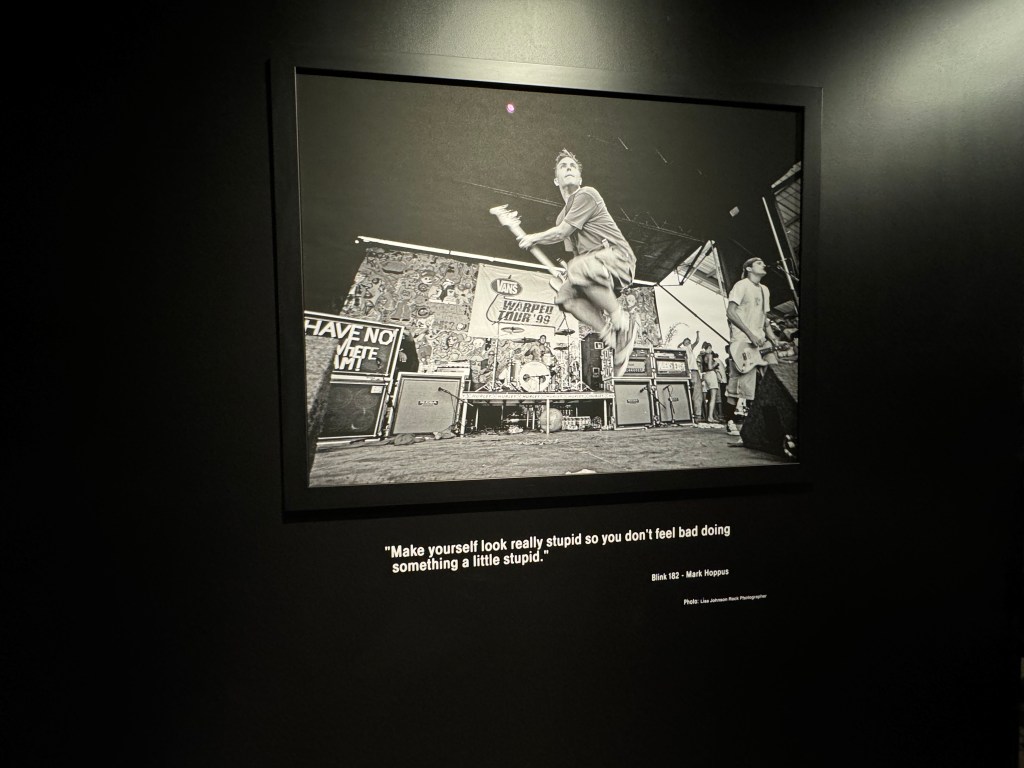 VANS
WARPED
TOUR '99
HAVE NO
"Make yourself look really stupid so you don't feel bad doing
something a little stupid."
Blink 182 - Mark Hoppus
Photo: Lisa Johnson Rock Photographer